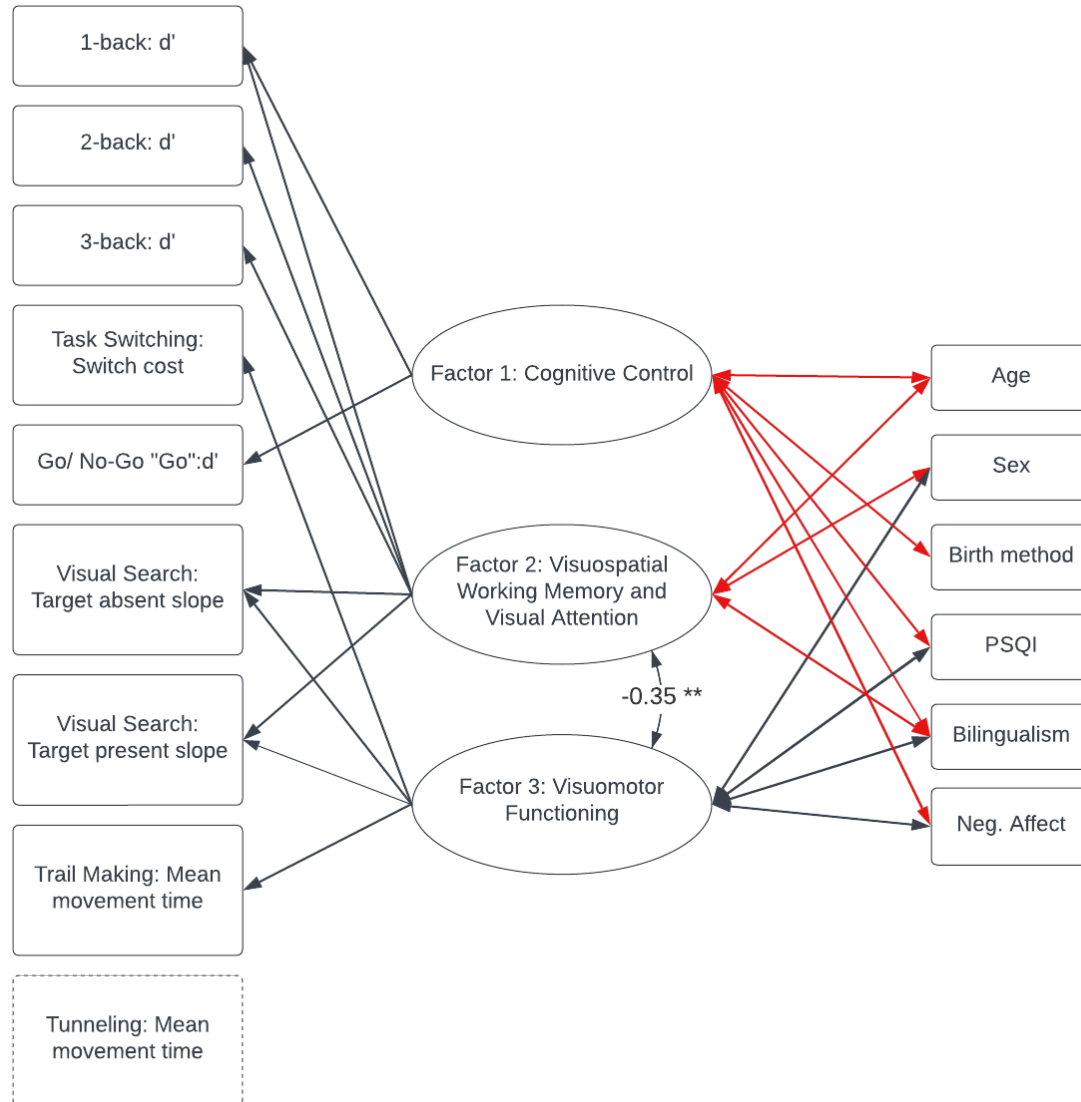 1-back: d'
2-back: d'
3-back: d'
Task Switching:
Switch cost
Go/ No-Go "Go":d'
Visual Search:
Target absent slope
Visual Search:
Target present slope
Trail Making: Mean
movement time
Tunneling: Mean
movement time
Factor 1: Cognitive Control
Factor 2: Visuospatial
Working Memory and
Visual Attention
-0.35 **
Factor 3: Visuomotor
Functioning
Age
Sex
Birth method
PSQI
Bilingualism
Neg. Affect